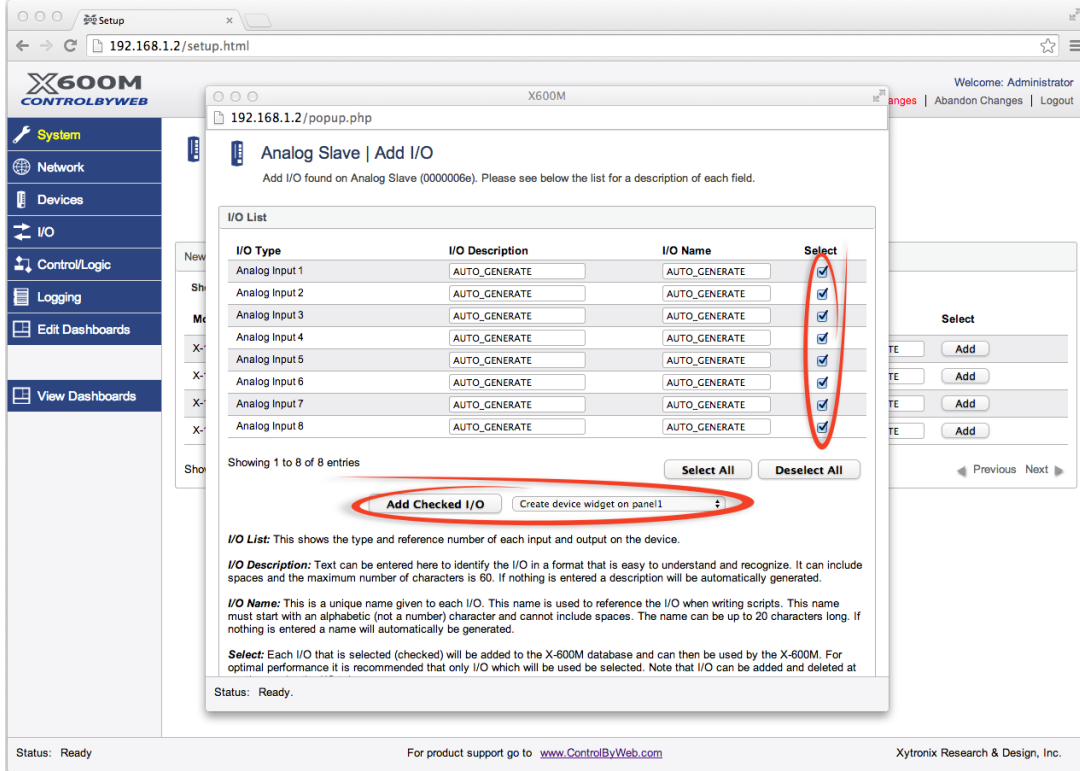 Setup
192.168.1.2/setup.html
X600M
CONTROLBYWEB
Welcome: Administrator
anges | Abandon Changes | Logout
System
Network
Devices
I/O
Control/Logic
Logging
Edit Dashboards
View Dashboards
X600M
192.168.1.2/popup.php
Analog Slave | Add I/O
Add I/O found on Analog Slave (0000006e). Please see below the list for a description of each field.
I/O List
I/O Type I/O Description I/O Name Select
Analog Input 1 AUTO_GENERATE AUTO_GENERATE
Analog Input 2 AUTO_GENERATE AUTO_GENERATE
Analog Input 3 AUTO_GENERATE AUTO_GENERATE
Analog Input 4 AUTO_GENERATE AUTO_GENERATE
Analog Input 5 AUTO_GENERATE AUTO_GENERATE
Analog Input 6 AUTO_GENERATE AUTO_GENERATE
Analog Input 7 AUTO_GENERATE AUTO_GENERATE
Analog Input 8 AUTO_GENERATE AUTO_GENERATE
Showing 1 to 8 of 8 entries
Select All Deselect All
Add Checked I/O Create device widget on panel1
I/O List: This shows the type and reference number of each input and output on the device.
I/O Description: Text can be entered here to identify the I/O in a format that is easy to understand and recognize. It can include
spaces and the maximum number of characters is 60. If nothing is entered a description will be automatically generated.
I/O Name: This is a unique name given to each I/O. This name is used to reference the I/O when writing scripts. This name
must start with an alphabetic (not a number) character and cannot include spaces. The name can be up to 20 characters long. If
nothing is entered a name will automatically be generated.
Select: Each I/O that is selected (checked) will be added to the X-600M database and can then be used by the X-600M. For
optimal performance it is recommended that only I/O which will be used be selected. Note that I/O can be added and deleted at
Status: Ready.
New
Sh
Mo
X-
X-
X-
X-
Sho
Select
TE Add
TE Add
TE Add
TE Add
Previous Next
Status: Ready
For product support go to www.ControlByWeb.com
Xytronix Research & Design, Inc.